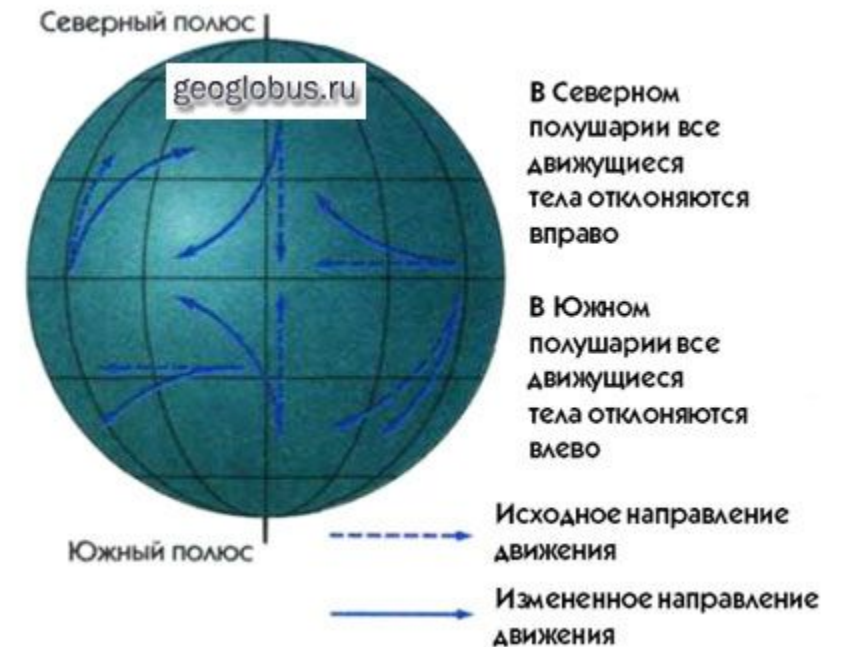 Северный полюс
geoglobus.ru
В Северном
полушарии все
движущиеся
тела отклоняются
вправо
В Южном
полушарии все
движущиеся
тела отклоняются
влево
Южный полюс
Исходное направление
движения
Измененное направление
движения